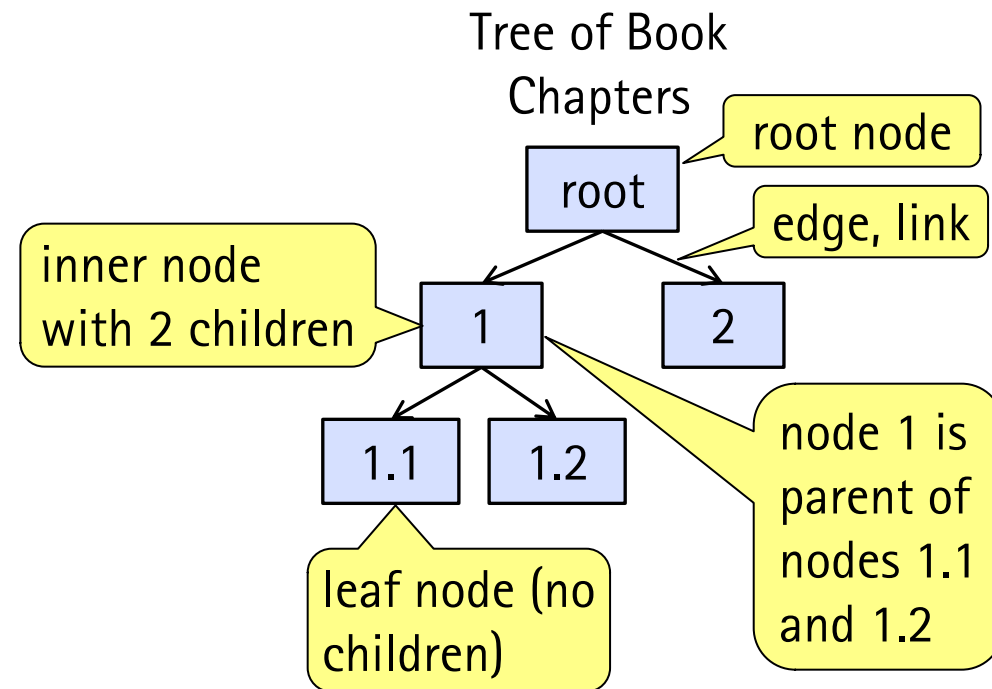 Tree of Book
Chapters
root node
root
edge, link
inner node
with 2 children
1
2
1.1
1.2
node 1 is
parent of
nodes 1.1
and 1.2
leaf node (no
children)